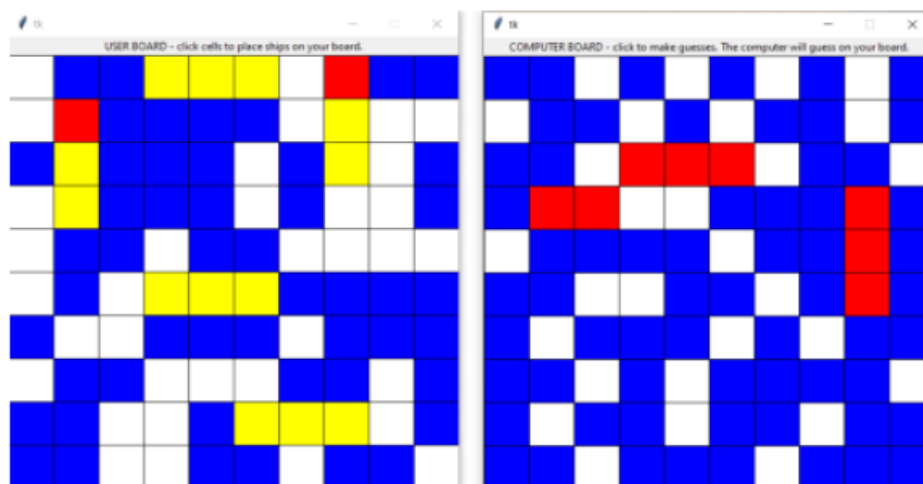 tk
USER BOARD - click cells to place ships on your board.
tk
COMPUTER BOARD - click to make guesses. The computer will guess on your board.